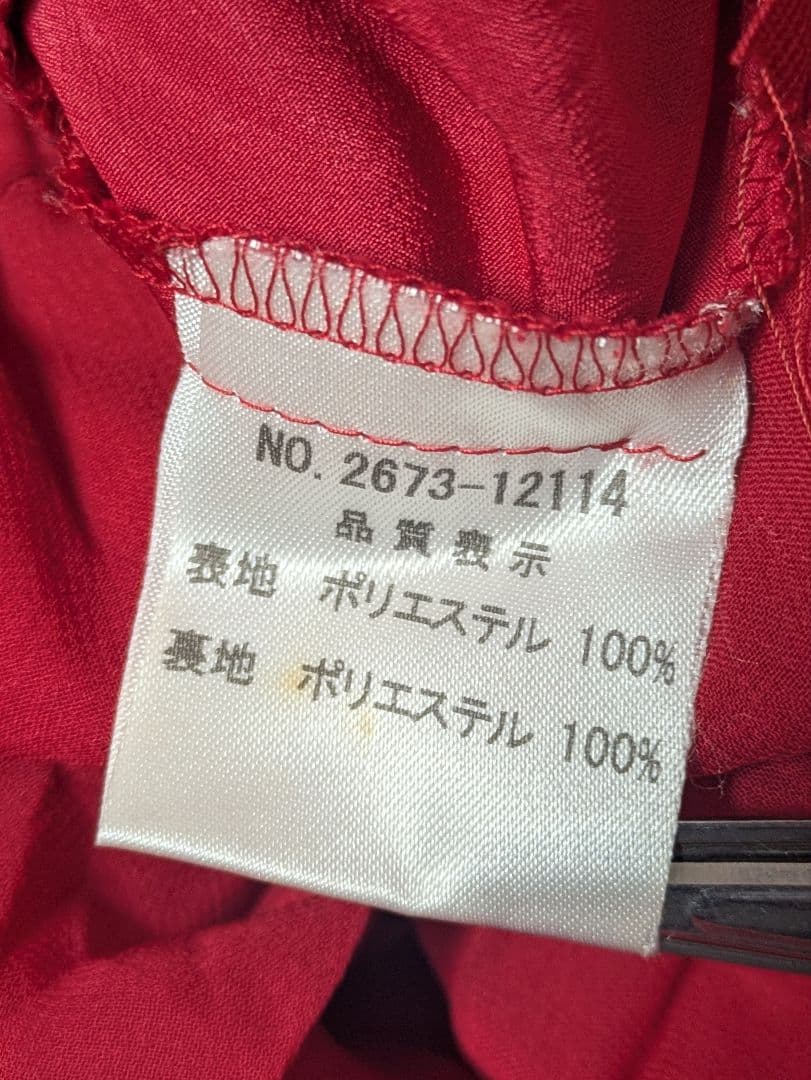 NO. 2673-12114
品質表示
表地 ポリエステル 100%
裏地 ポリエステル 100%